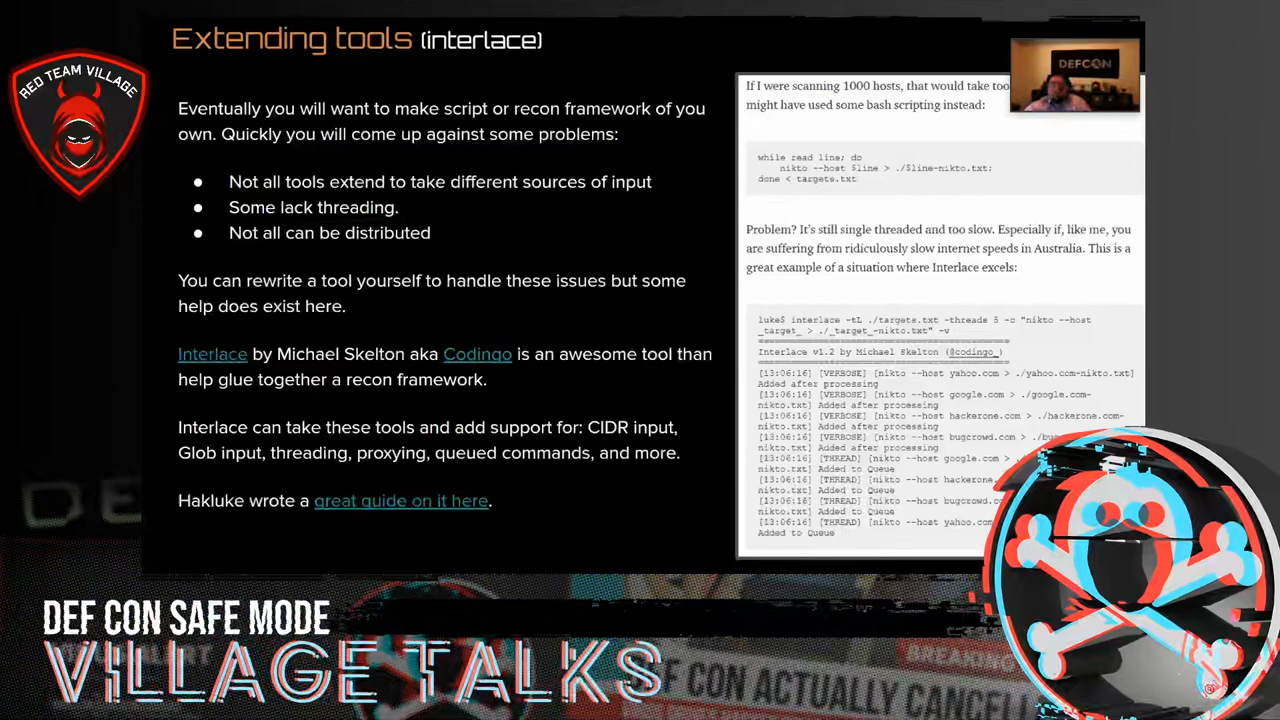 Extending tools (interlace)
RED TEAM VILLAGE
DEFCON
Eventually you will want to make script or recon framework of you
own. Quickly you will come up against some problems:
● Not all tools extend to take different sources of input
● Some lack threading.
● Not all can be distributed
You can rewrite a tool yourself to handle these issues but some
help does exist here.
Interlace by Michael Skelton aka Codingo is an awesome tool than
help glue together a recon framework.
Interlace can take these tools and add support for: CIDR input,
Glob input, threading, proxying, queued commands, and more.
Hakluke wrote a great guide on it here.
If I were scanning 1000 hosts, that would take too
might have used some bash scripting instead:
while read line; do
nikto --host $line > ./$line-nikto.txt;
done < targets.txt
Problem? It's still single threaded and too slow. Especially if, like me, you
are suffering from ridiculously slow internet speeds in Australia. This is a
great example of a situation where Interlace excels:
luke$ interlace -tL ./targets.txt -threads 5 -c "nikto --host
_target_ > ./_target_-nikto.txt" -v
==============================================
Interlace v1.2 by Michael Skelton (@codingo_)
==============================================
[13:06:16] [VERBOSE] [nikto --host yahoo.com > ./yahoo.com-nikto.txt]
Added after processing
[13:06:16] [VERBOSE] [nikto --host google.com > ./google.com-
nikto.txt] Added after processing
[13:06:16] [VERBOSE] [nikto --host hackerone.com > ./hackerone.com-
nikto.txt] Added after processing
[13:06:16] [VERBOSE] [nikto --host bugcrowd.com > ./bu
nikto.txt] Added after processing
[13:06:16] [THREAD] [nikto --host google.com > .
nikto.txt] Added to Queue
[13:06:16] [THREAD] [nikto --host hackerone.
nikto.txt] Added to Queue
[13:06:16] [THREAD] [nikto --host bugcrowd.co
nikto.txt] Added to Queue
[13:06:16] [THREAD] [nikto --host yahoo.com
Added to Queue
DEF CON SAFE MODE
VILLAGE TALKS
BREAKING
DEF CON ACTUALLY CANCELL